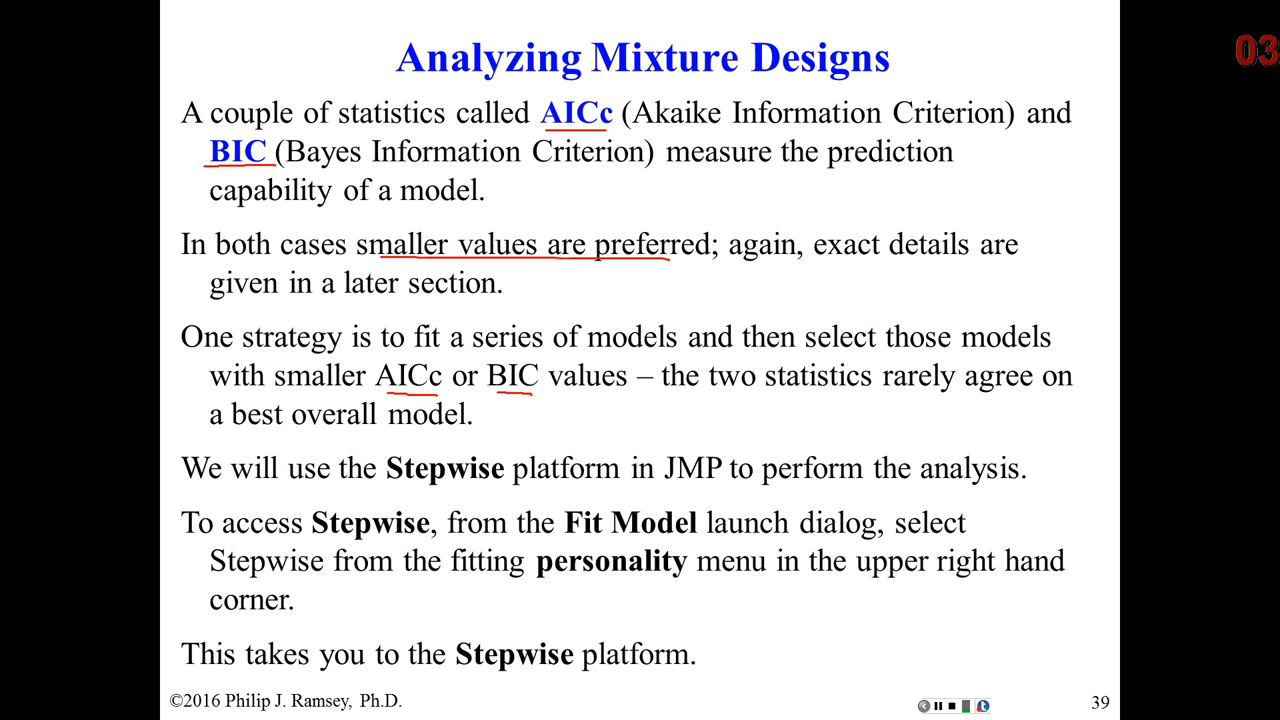 Analyzing Mixture Designs
03
A couple of statistics called AICc (Akaike Information Criterion) and
BIC (Bayes Information Criterion) measure the prediction
capability of a model.
In both cases smaller values are preferred; again, exact details are
given in a later section.
One strategy is to fit a series of models and then select those models
with smaller AICc or BIC values – the two statistics rarely agree on
a best overall model.
We will use the Stepwise platform in JMP to perform the analysis.
To access Stepwise, from the Fit Model launch dialog, select
Stepwise from the fitting personality menu in the upper right hand
corner.
This takes you to the Stepwise platform.
©2016 Philip J. Ramsey, Ph.D.
39